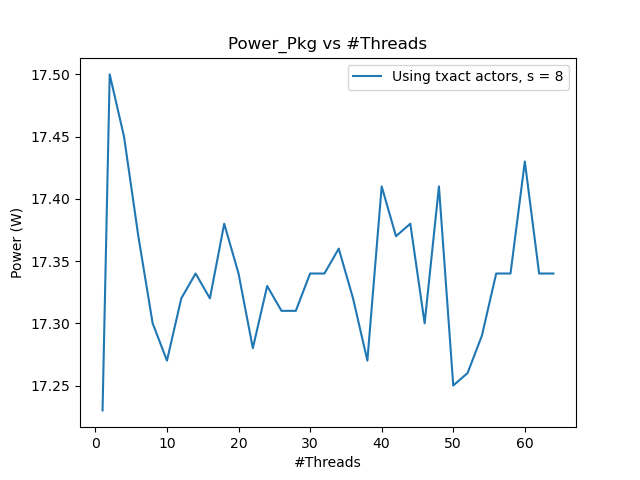 Power_Pkg vs #Threads
Using txact actors, s = 8
Power (W)
17.50
17.45
17.40
17.35
17.30
17.25
0 10 20 30 40 50 60
#Threads